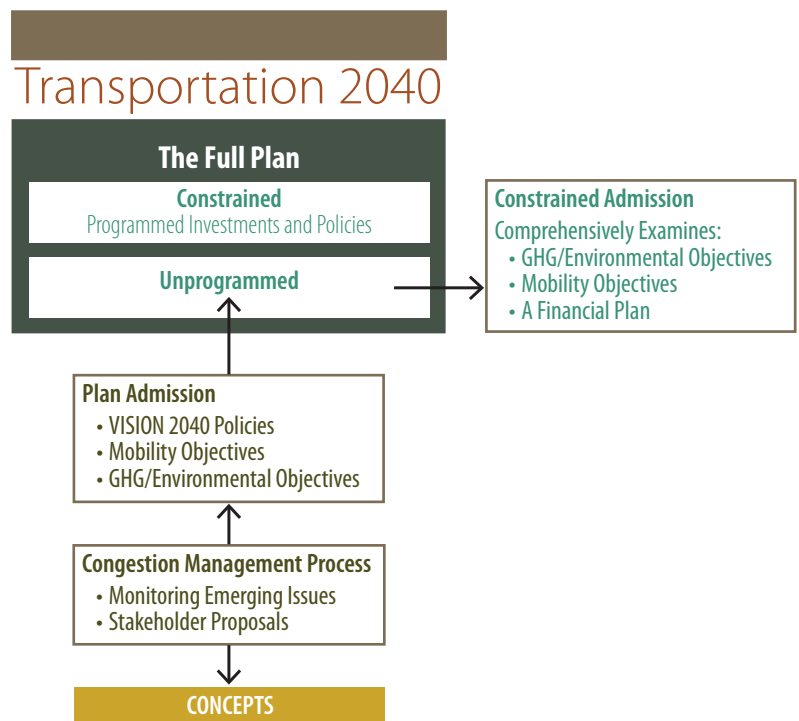 Transportation 2040
The Full Plan
Constrained
Programmed Investments and Policies
Unprogrammed
Constrained Admission
Comprehensively Examines:
• GHG/Environmental Objectives
• Mobility Objectives
• A Financial Plan
Plan Admission
• VISION 2040 Policies
• Mobility Objectives
• GHG/Environmental Objectives
Congestion Management Process
• Monitoring Emerging Issues
• Stakeholder Proposals
CONCEPTS